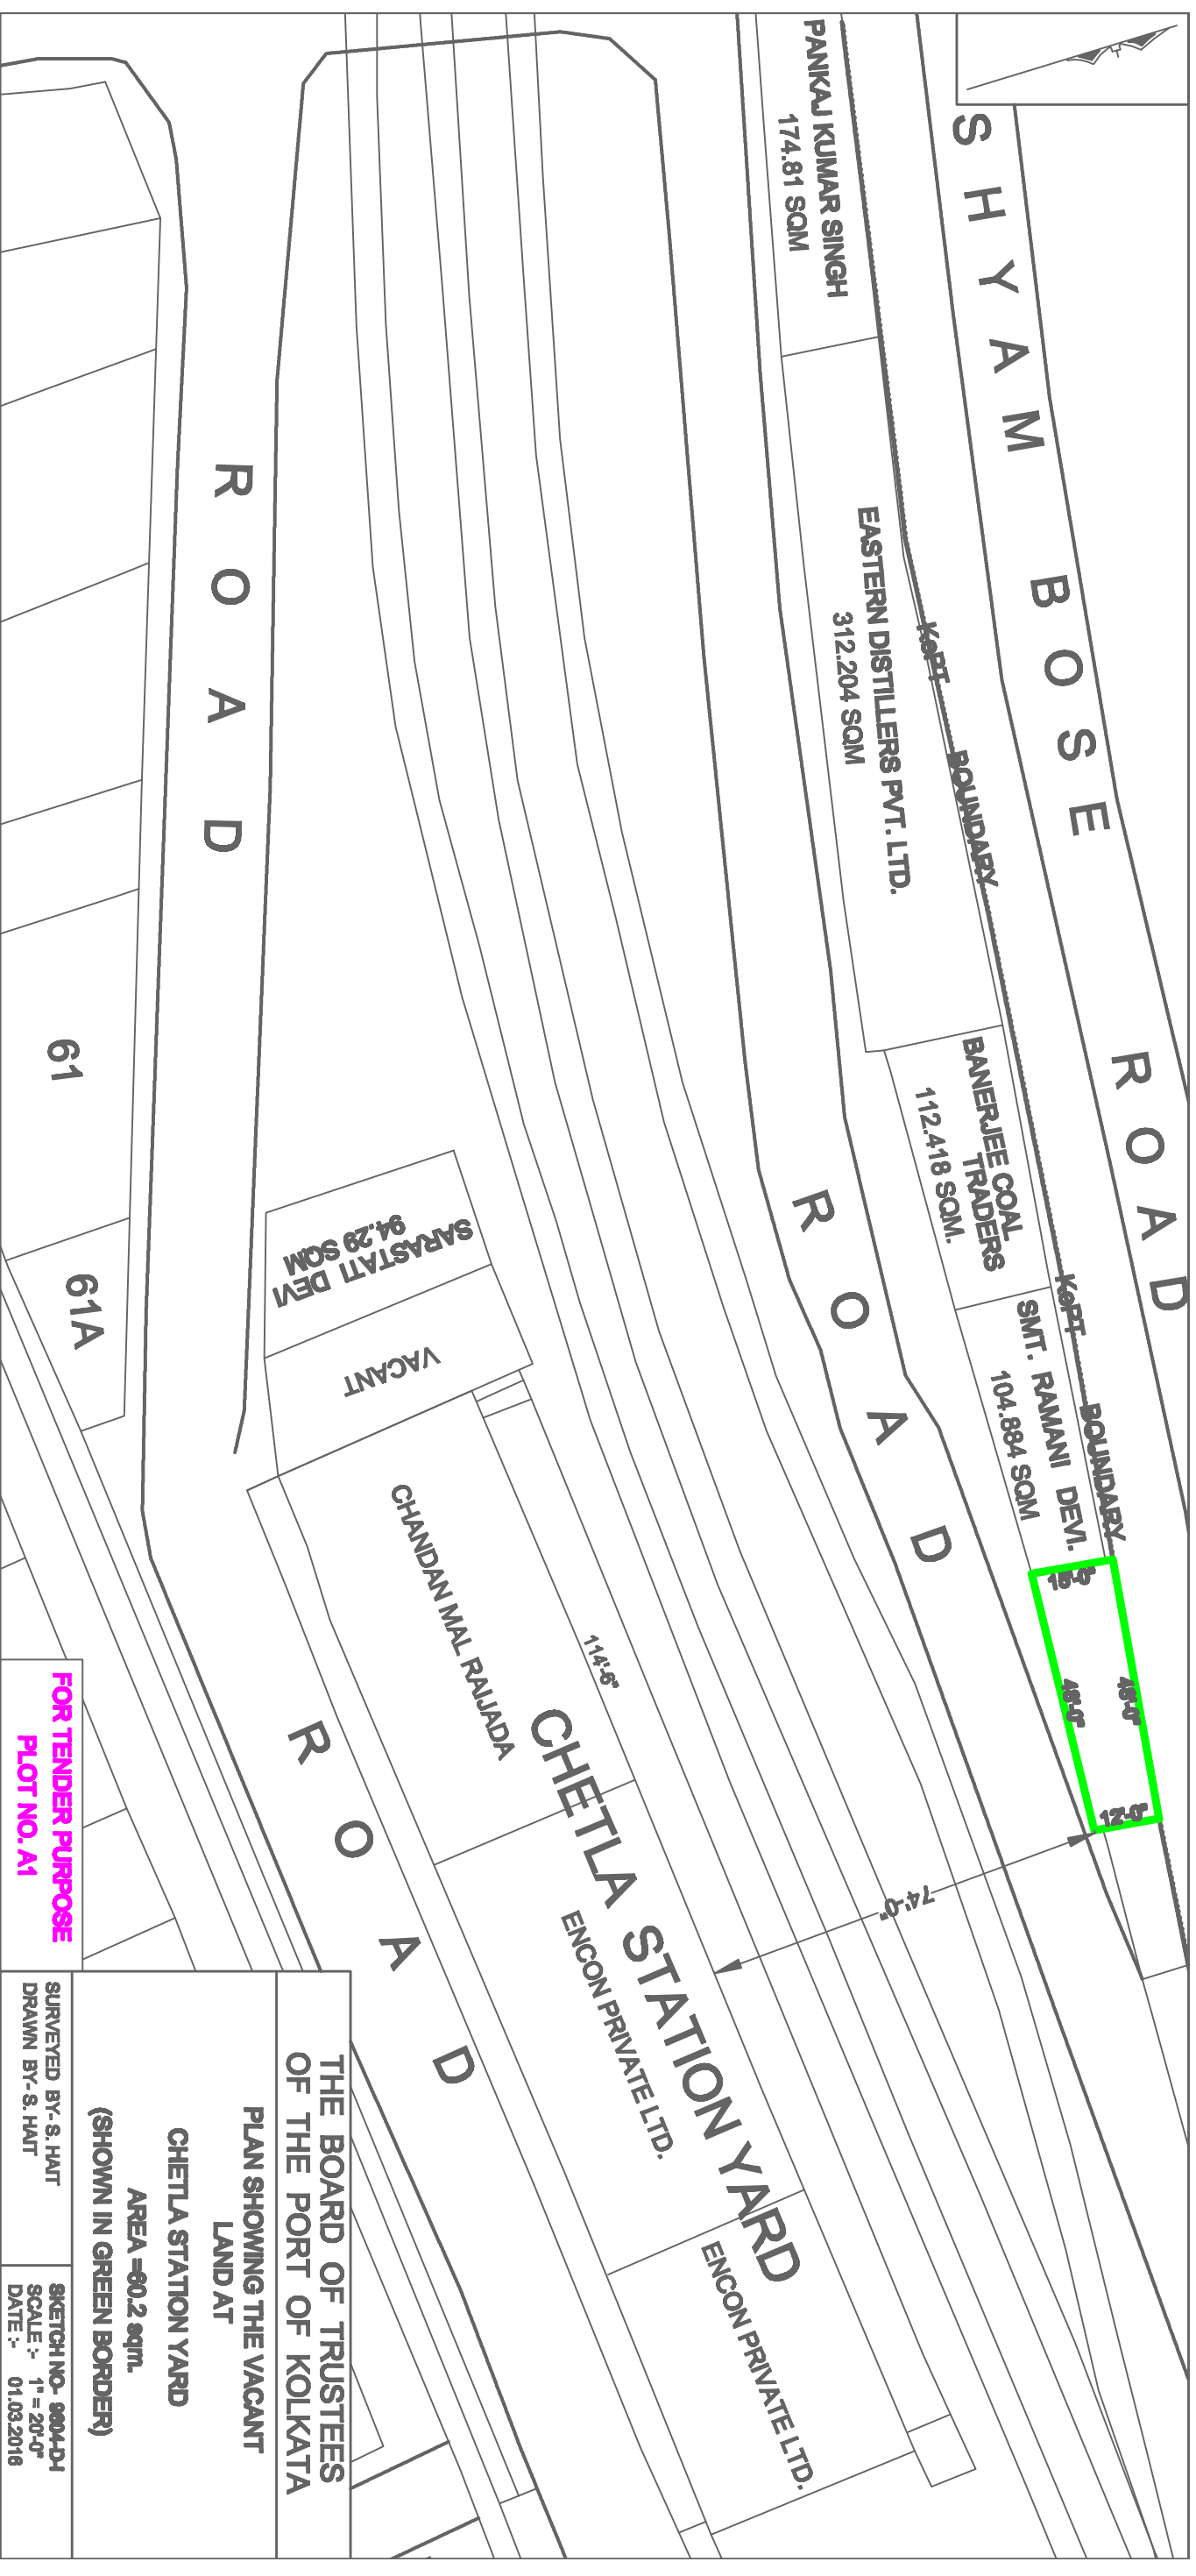 SHYAM BOSE ROAD
PANKAJ KUMAR SINGH
174.81 SQM
EASTERN DISTILLERS PVT. LTD.
312.204 SQM
KoPT BOUNDARY
BANERJEE COAL
TRADERS
112.418 SQM.
KoPT BOUNDARY
SMT. RAMANI DEVI.
104.884 SQM
15'-0"
48'-0"
48'-0"
12'-0"
74'-0"
ROAD
ROAD
SARASTATI DEVI
94.29 SQM
VACANT
CHANDAN MAL RAIJADA
114'-6"
CHETLA STATION YARD
ENCON PRIVATE LTD.
ENCON PRIVATE LTD.
ROAD
61
61A
FOR TENDER PURPOSE
PLOT NO. A1
THE BOARD OF TRUSTEES
OF THE PORT OF KOLKATA
PLAN SHOWING THE VACANT
LAND AT
CHETLA STATION YARD
AREA =60.2 sqm.
(SHOWN IN GREEN BORDER)
SURVEYED BY- S. HAIT
DRAWN BY- S. HAIT
SKETCH NO- 9604-D-I
SCALE :- 1" = 20'-0"
DATE :- 01.03.2016